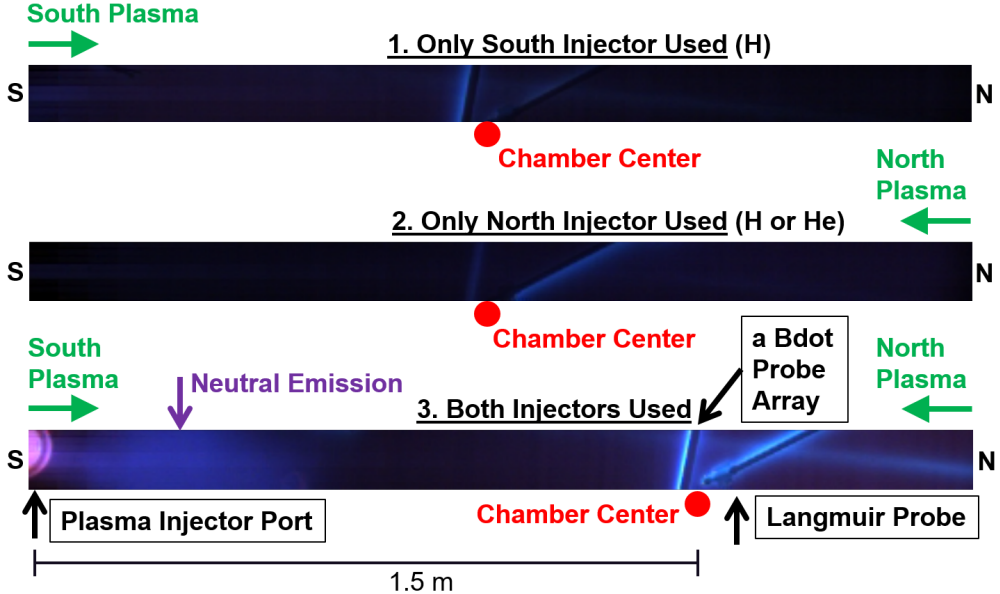 South Plasma
1. Only South Injector Used (H)
S
N
Chamber Center
North
Plasma
2. Only North Injector Used (H or He)
S
N
Chamber Center
South
Plasma
Neutral Emission
3. Both Injectors Used
a Bdot
Probe
Array
North
Plasma
S
N
Plasma Injector Port
Chamber Center
Langmuir Probe
1.5 m